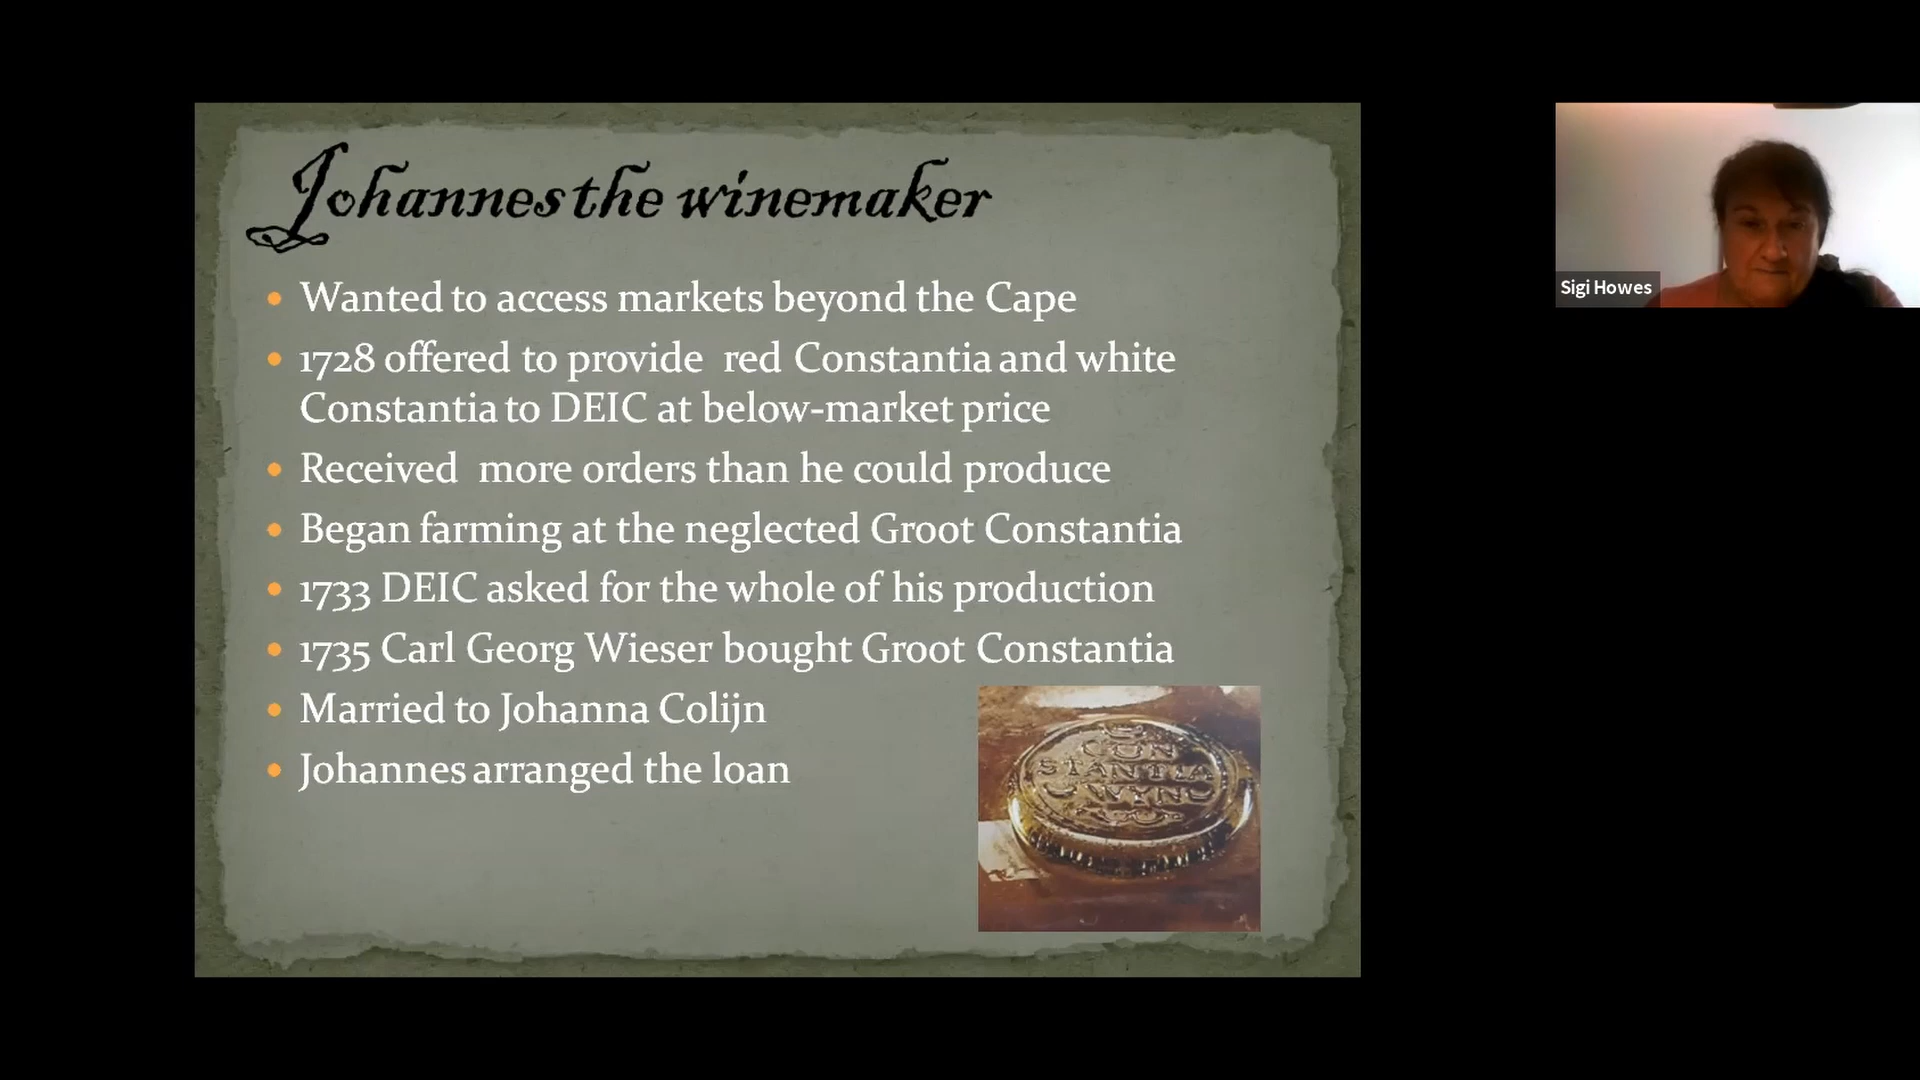 Johannes the winemaker
Wanted to access markets beyond the Cape
1728 offered to provide red Constantia and white
Constantia to DEIC at below-market price
Received more orders than he could produce
Began farming at the neglected Groot Constantia
1733 DEIC asked for the whole of his production
1735 Carl Georg Wieser bought Groot Constantia
Married to Johanna Colijn
Johannes arranged the loan
CON
STANTIA
WYN
Sigi Howes